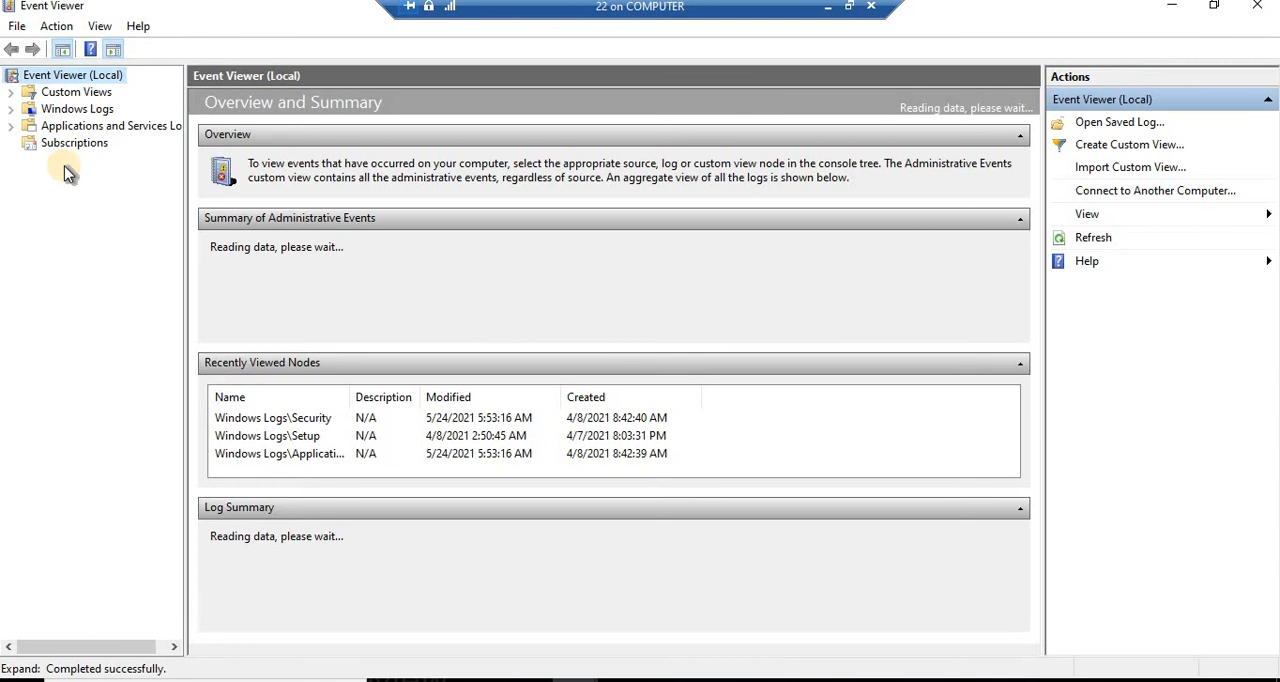 Event Viewer
22 on COMPUTER
File Action View Help
Event Viewer (Local)
Custom Views
Windows Logs
Applications and Services Lo
Subscriptions
Event Viewer (Local)
Overview and Summary
Reading data, please wait...
Overview
To view events that have occurred on your computer, select the appropriate source, log or custom view node in the console tree. The Administrative Events
custom view contains all the administrative events, regardless of source. An aggregate view of all the logs is shown below.
Summary of Administrative Events
Reading data, please wait...
Recently Viewed Nodes
Name Description Modified Created
Windows Logs\Security N/A 5/24/2021 5:53:16 AM 4/8/2021 8:42:40 AM
Windows Logs\Setup N/A 4/8/2021 2:50:45 AM 4/7/2021 8:03:31 PM
Windows Logs\Applicati... N/A 5/24/2021 5:53:16 AM 4/8/2021 8:42:39 AM
Log Summary
Reading data, please wait...
Actions
Event Viewer (Local)
Open Saved Log...
Create Custom View...
Import Custom View...
Connect to Another Computer...
View
Refresh
Help
Expand: Completed successfully.